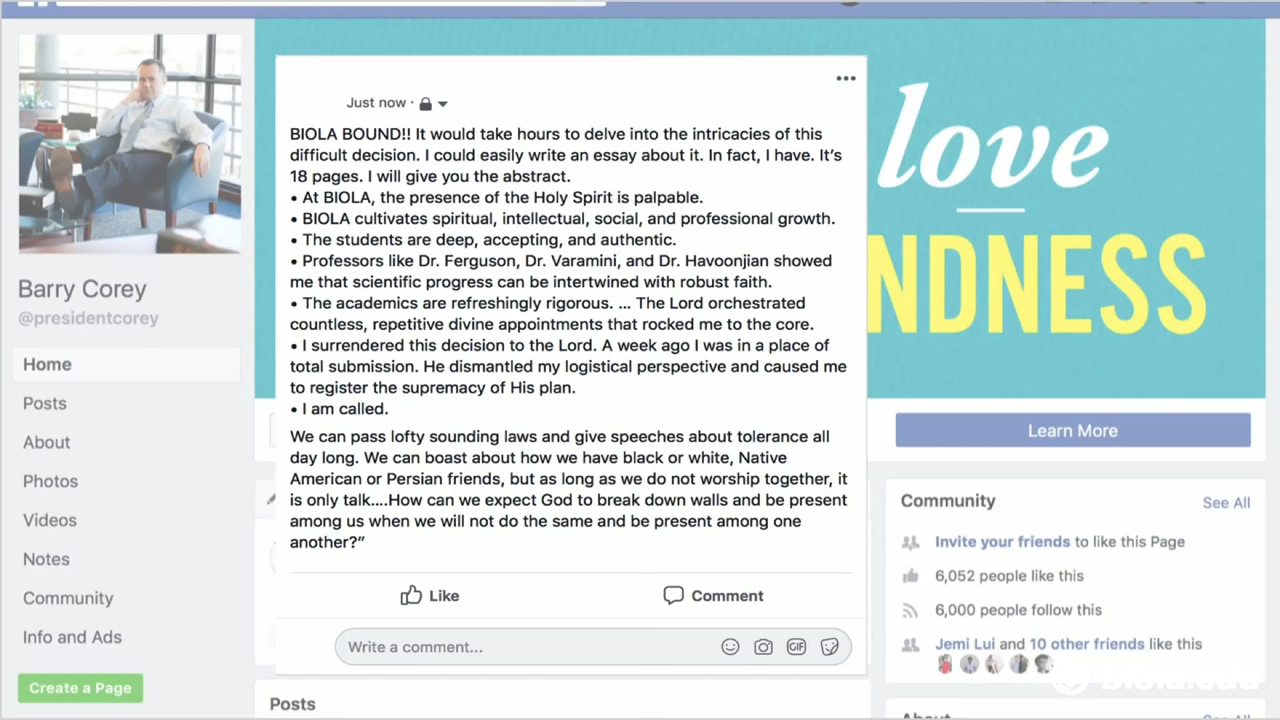 Barry Corey
@presidentcorey
Home
Posts
About
Photos
Videos
Notes
Community
Info and Ads
Create a Page
love
NDNESS
Just now ·
BIOLA BOUND!! It would take hours to delve into the intricacies of this
difficult decision. I could easily write an essay about it. In fact, I have. It’s
18 pages. I will give you the abstract.
• At BIOLA, the presence of the Holy Spirit is palpable.
• BIOLA cultivates spiritual, intellectual, social, and professional growth.
• The students are deep, accepting, and authentic.
• Professors like Dr. Ferguson, Dr. Varamini, and Dr. Havoonjian showed
me that scientific progress can be intertwined with robust faith.
• The academics are refreshingly rigorous. ... The Lord orchestrated
countless, repetitive divine appointments that rocked me to the core.
• I surrendered this decision to the Lord. A week ago I was in a place of
total submission. He dismantled my logistical perspective and caused me
to register the supremacy of His plan.
• I am called.
We can pass lofty sounding laws and give speeches about tolerance all
day long. We can boast about how we have black or white, Native
American or Persian friends, but as long as we do not worship together, it
is only talk....How can we expect God to break down walls and be present
among us when we will not do the same and be present among one
another?”
Like
Comment
Write a comment...
GIF
Posts
Learn More
Community
See All
Invite your friends to like this Page
6,052 people like this
6,000 people follow this
Jemi Lui and 10 other friends like this
About
See All